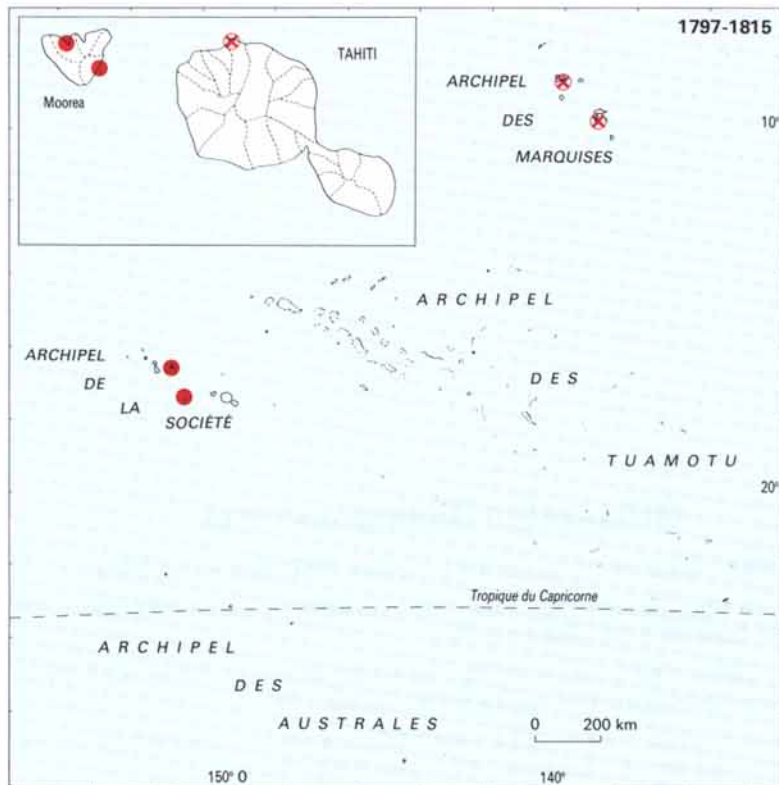 1797-1815
TAHITI
Moorea
ARCHIPEL
DES
MARQUISES
10°
ARCHIPEL
DES
TUAMOTU
ARCHIPEL
DE
LA
SOCIÉTÉ
20°
Tropique du Capricorne
ARCHIPEL
DES
AUSTRALES
0 200 km
150° O
140°